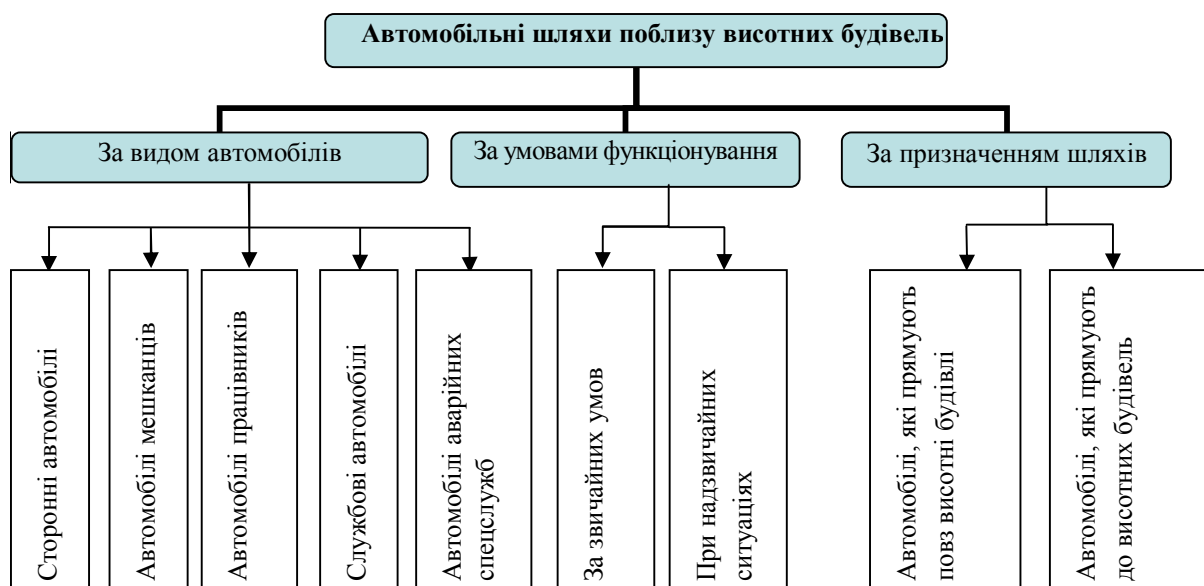 Автомобільні шляхи поблизу висотних будівель
За видом автомобілів
За умовами функціонування
За призначенням шляхів
Сторонні автомобілі
Автомобілі мешканців
Автомобілі працівників
Службові автомобілі
Автомобілі аварійних
спецслужб
За звичайних умов
При надзвичайних
ситуаціях
Автомобілі, які прямують
повз висотні будівлі
Автомобілі, які прямують
до висотних будівель